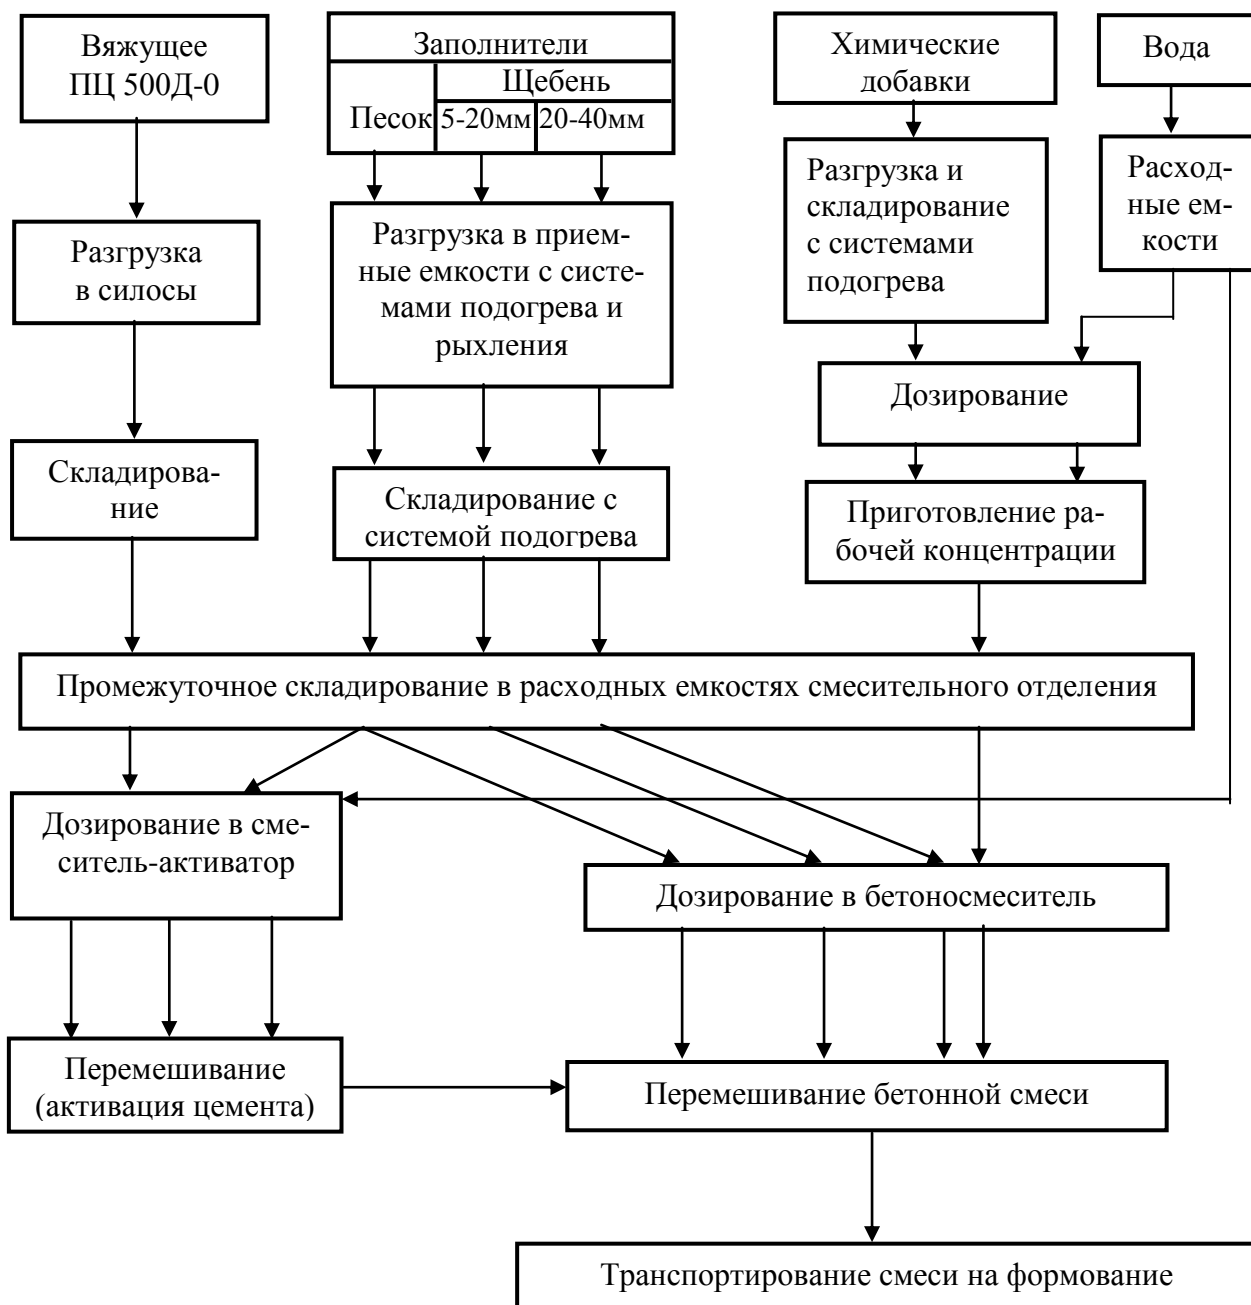 Вяжущее
ПЦ 500Д-0
Заполнители
Щебень
Песок
5-20мм
20-40мм
Химические
добавки
Вода
Разгрузка
в силосы
Разгрузка в прием-
ные емкости с систе-
мами подогрева и
рыхления
Разгрузка и
складирование
с системами
подогрева
Расход-
ные ем-
кости
Дозирование
Складирова-
ние
Складирование с
системой подогрева
Приготовление ра-
бочей концентрации
Промежуточное складирование в расходных емкостях смесительного отделения
Дозирование в сме-
ситель-активатор
Дозирование в бетоносмеситель
Перемешивание
(активация цемента)
Перемешивание бетонной смеси
Транспортирование смеси на формование